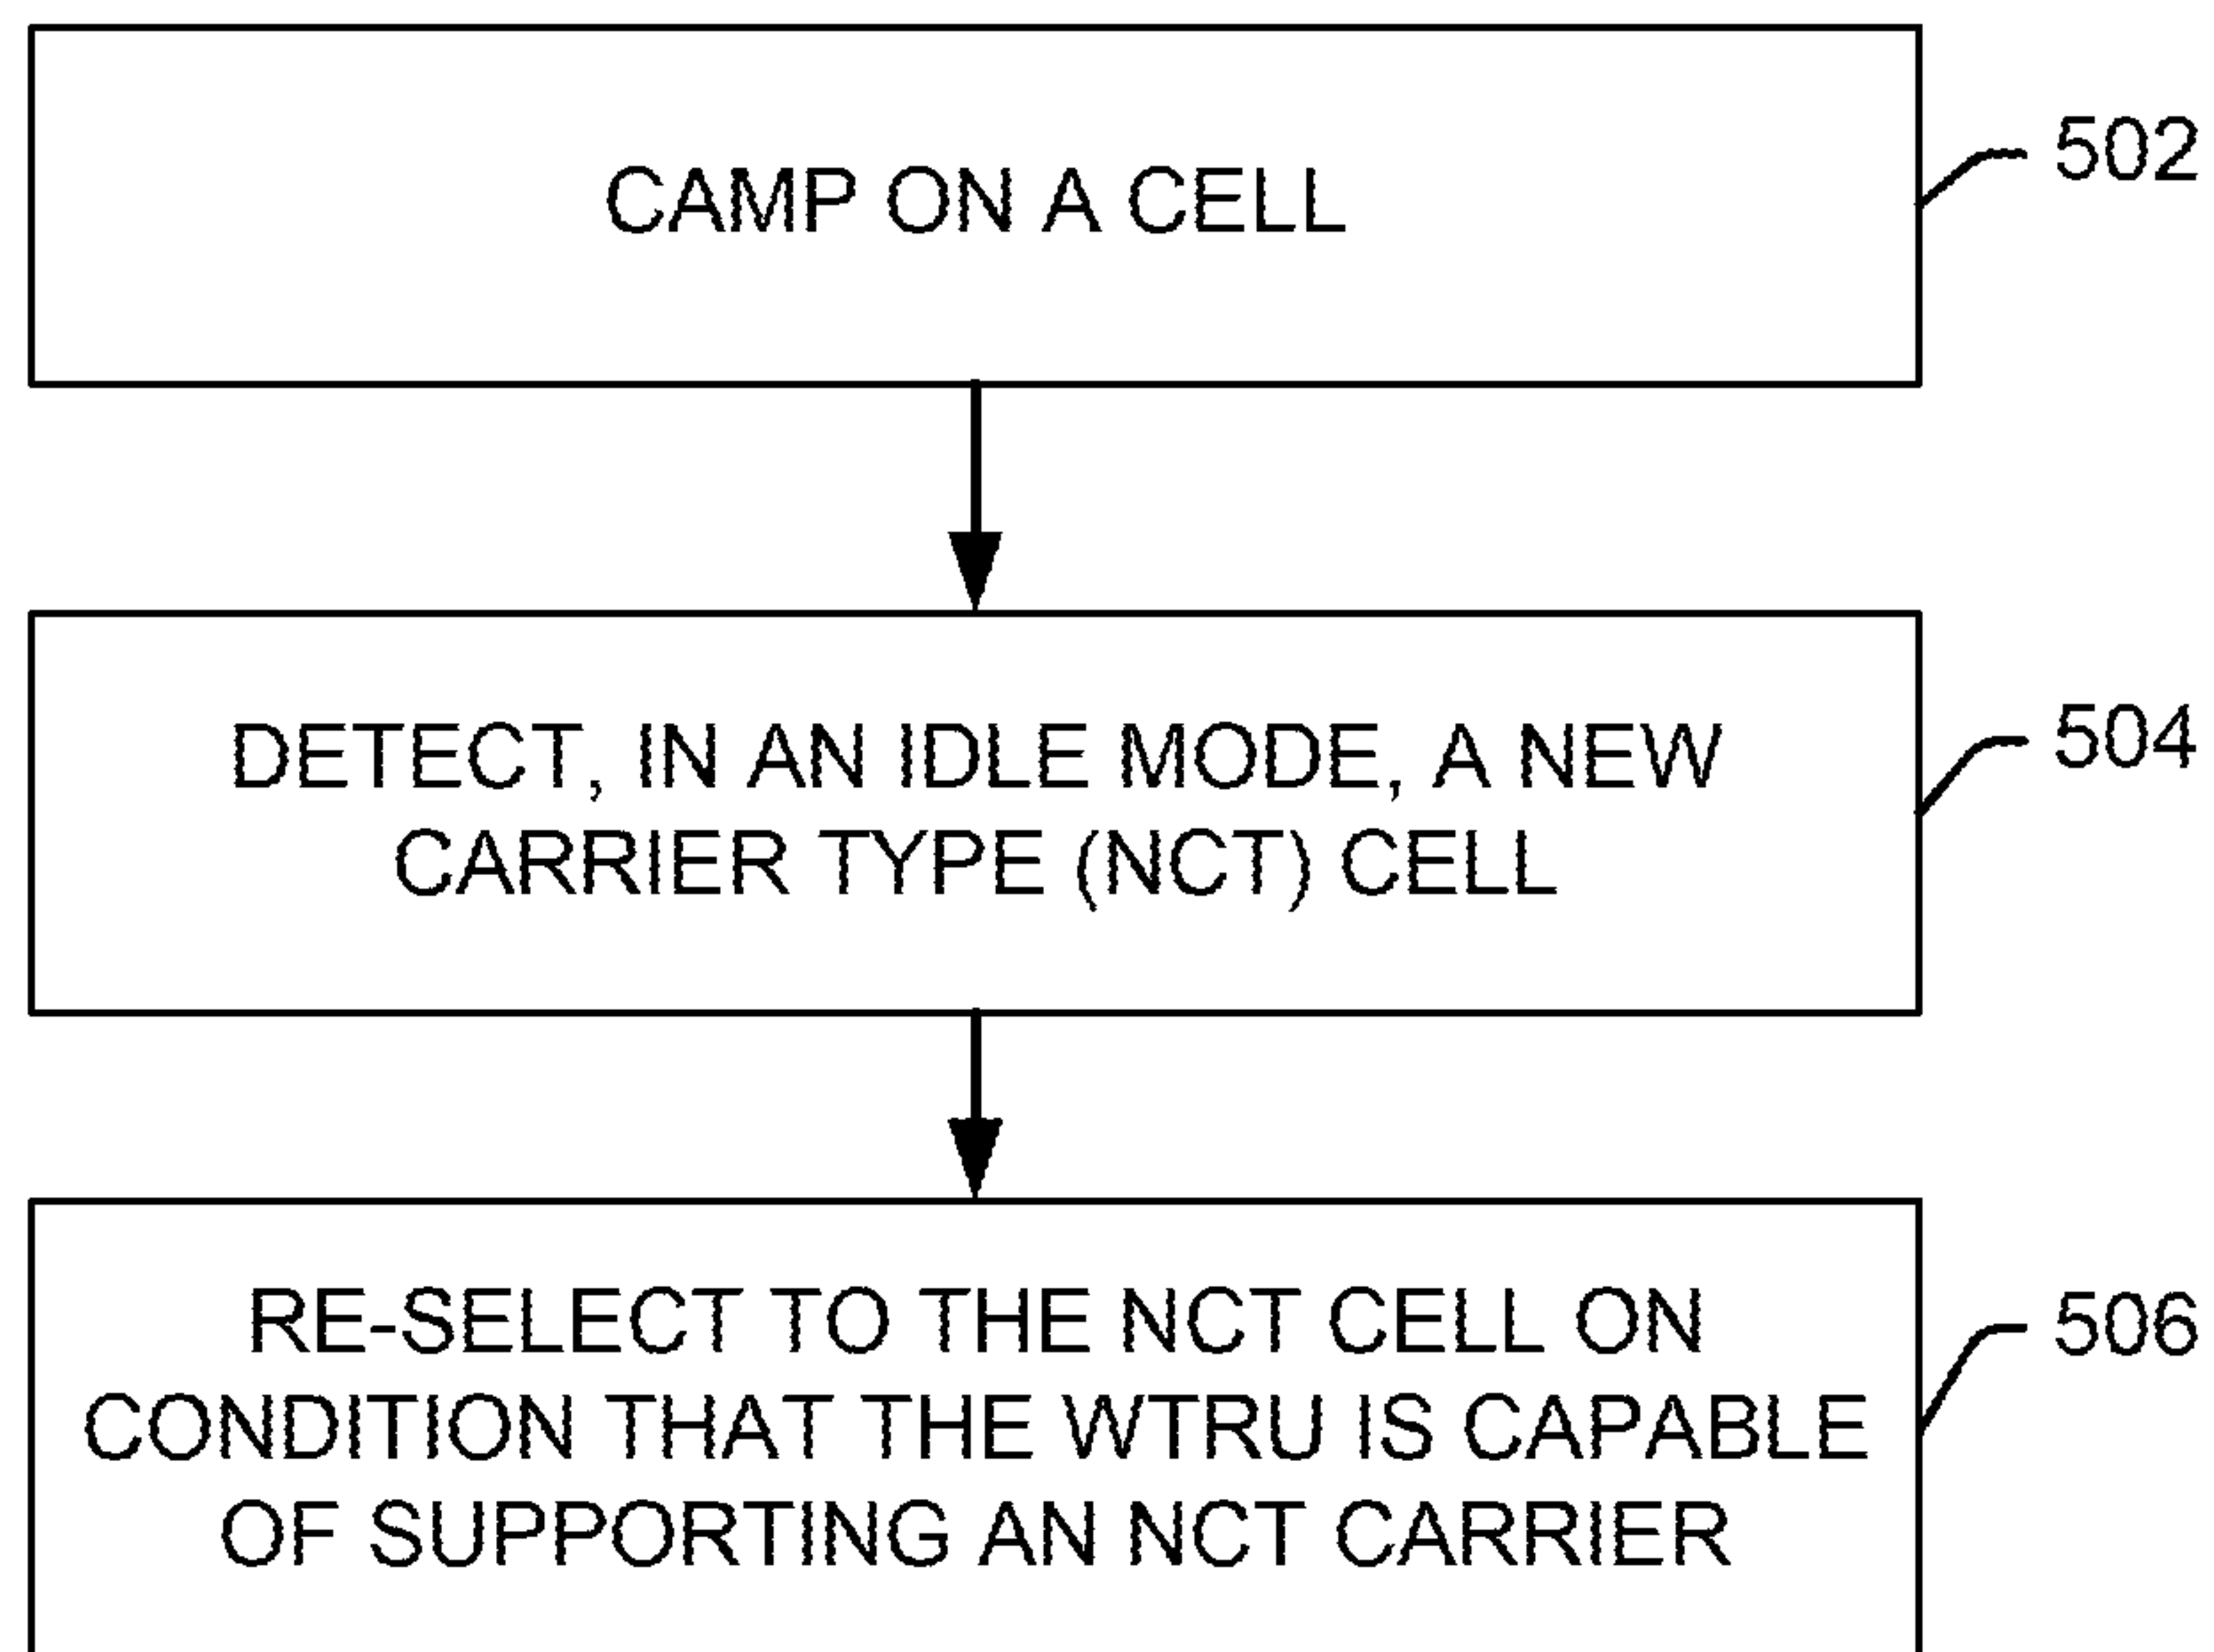 CAMP ON A CELL
502
DETECT, IN AN IDLE MODE, A NEW
CARRIER TYPE (NCT) CELL
504
RE-SELECT TO THE NCT CELL ON
CONDITION THAT THE WTRU IS CAPABLE
OF SUPPORTING AN NCT CARRIER
506